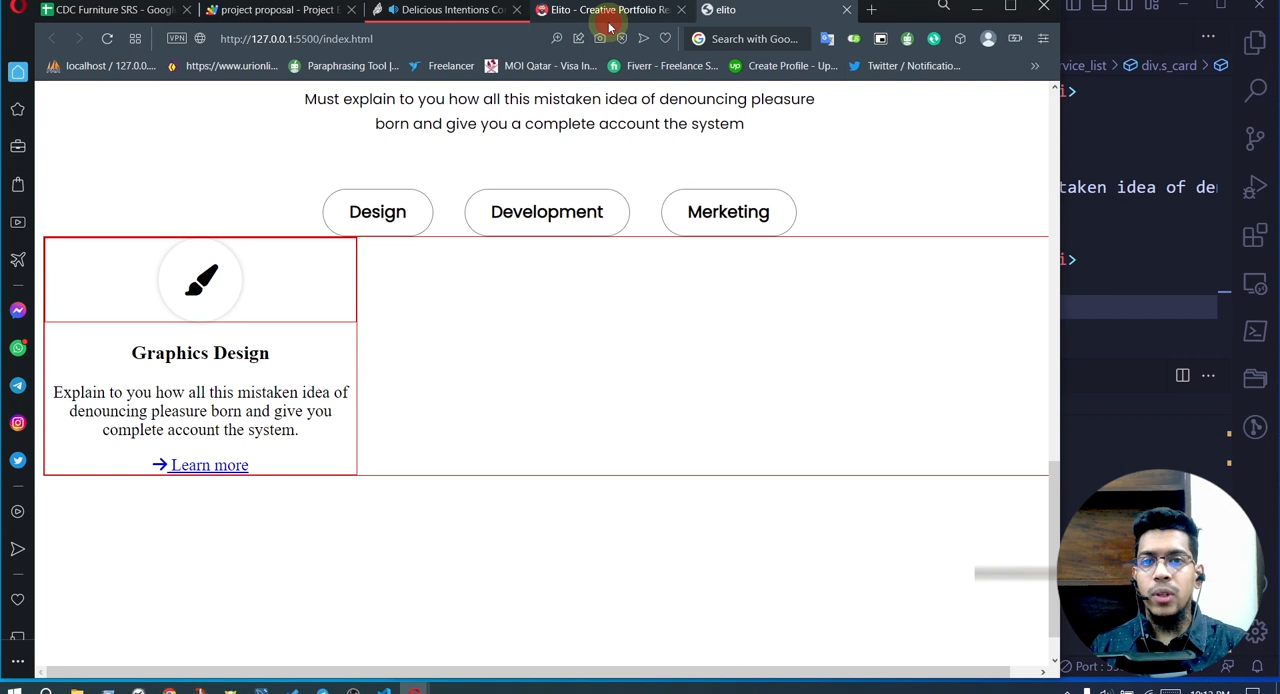 CDC Furniture SRS - Googl
project proposal - Project E
Delicious Intentions Co
Elito - Creative Portfolio Re
elito
VPN
http://127.0.0.1:5500/index.html
Search with Goo...
localhost / 127.0.0....
https://www.urionli...
Paraphrasing Tool |...
Freelancer
MOI Qatar - Visa In...
Fiverr - Freelance S...
Create Profile - Up...
Twitter / Notificatio...
»
vice_list > div.s_card >
i>
taken idea of de
i>
Must explain to you how all this mistaken idea of denouncing pleasure
born and give you a complete account the system
Design
Development
Merketing
Graphics Design
Explain to you how all this mistaken idea of
denouncing pleasure born and give you
complete account the system.
Learn more